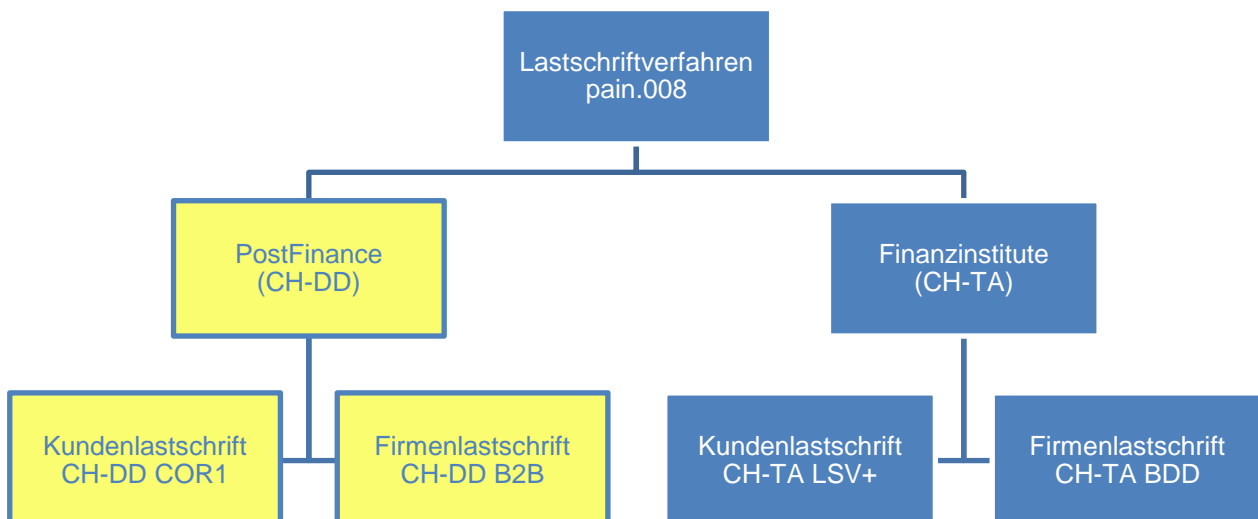 Lastschriftverfahren
pain.008
PostFinance
(CH-DD)
Finanzinstitute
(CH-TA)
Kundenlastschrift
CH-DD COR1
Firmenlastschrift
CH-DD B2B
Kundenlastschrift
CH-TA LSV+
Firmenlastschrift
CH-TA BDD